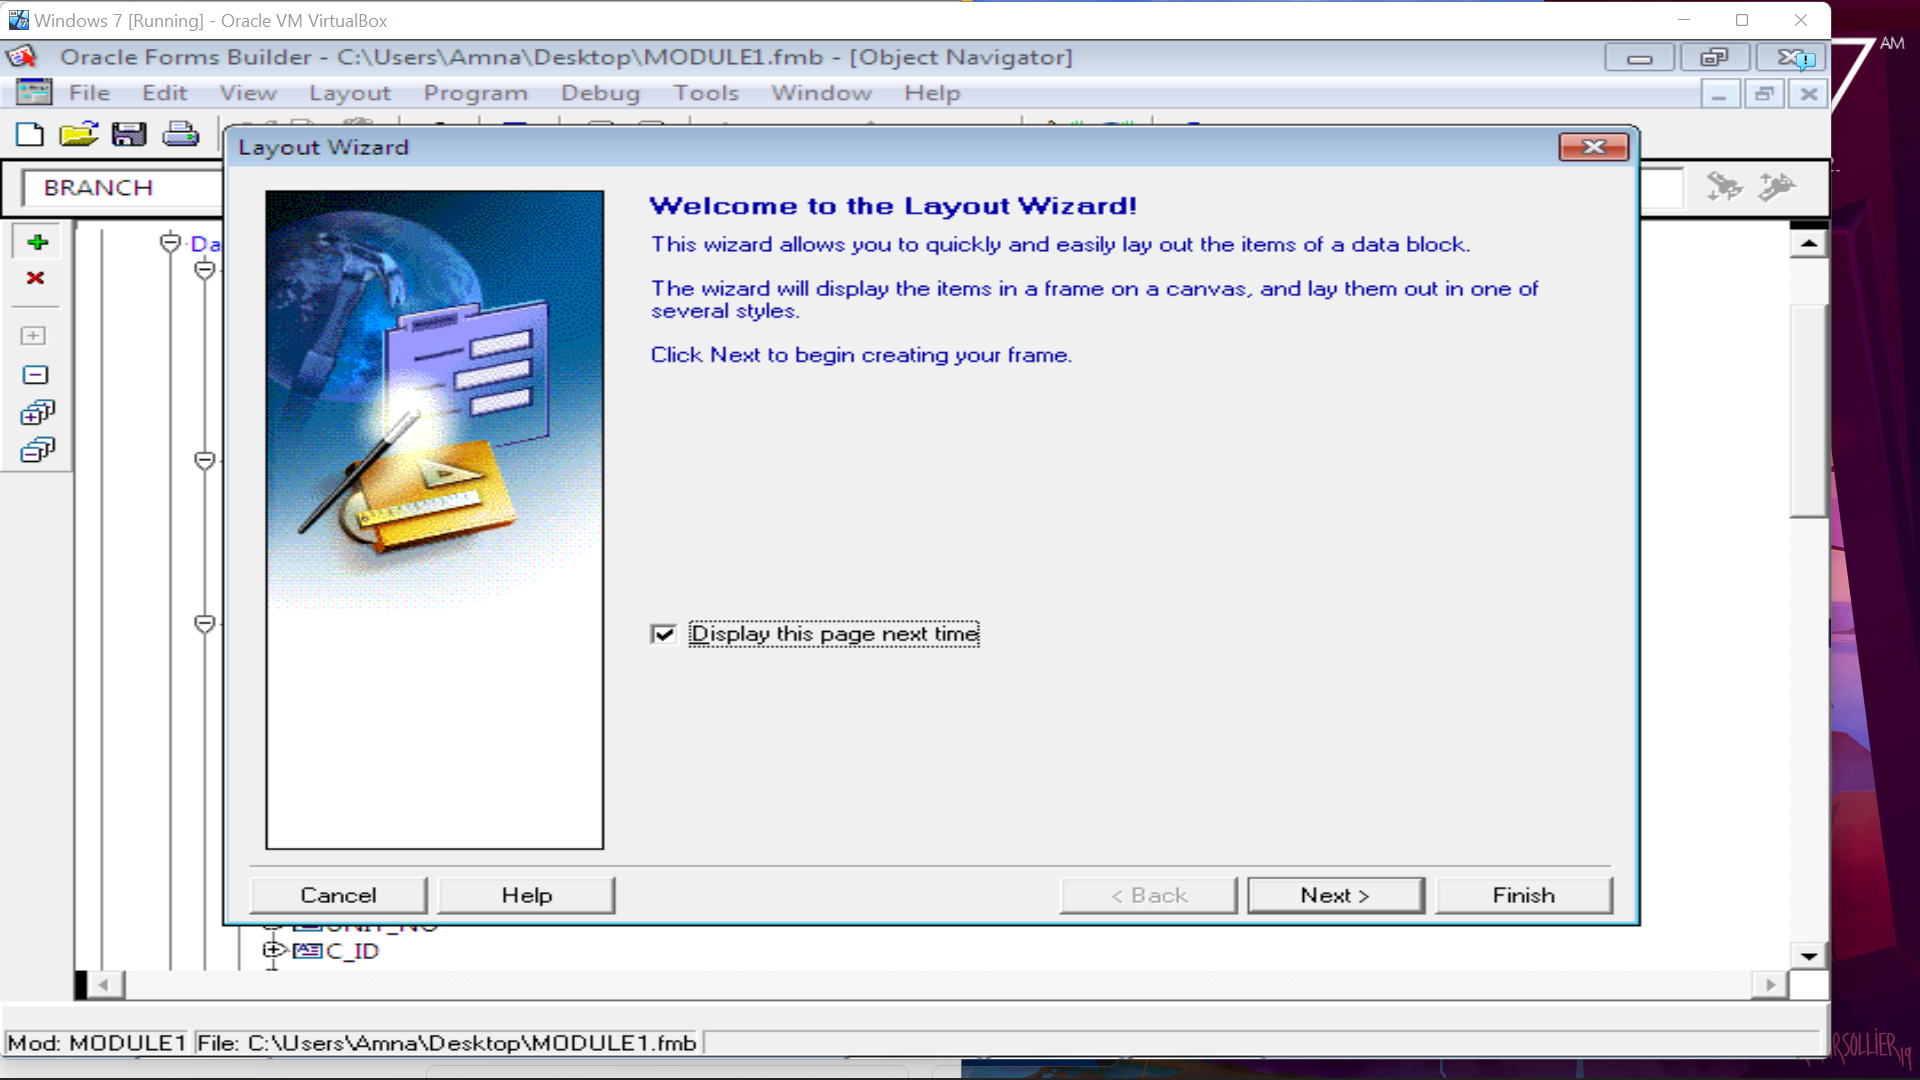 Windows 7 [Running] - Oracle VM VirtualBox
AM
Oracle Forms Builder - C:\Users\Amna\Desktop\MODULE1.fmb - [Object Navigator]
File Edit View Layout Program Debug Tools Window Help
Layout Wizard
BRANCH
Welcome to the Layout Wizard!
Da
This wizard allows you to quickly and easily lay out the items of a data block.
The wizard will display the items in a frame on a canvas, and lay them out in one of
several styles.
Click Next to begin creating your frame.
Display this page next time
Cancel Help < Back Next > Finish
UNIT_NO
C_ID
Mod: MODULE1 File: C:\Users\Amna\Desktop\MODULE1.fmb